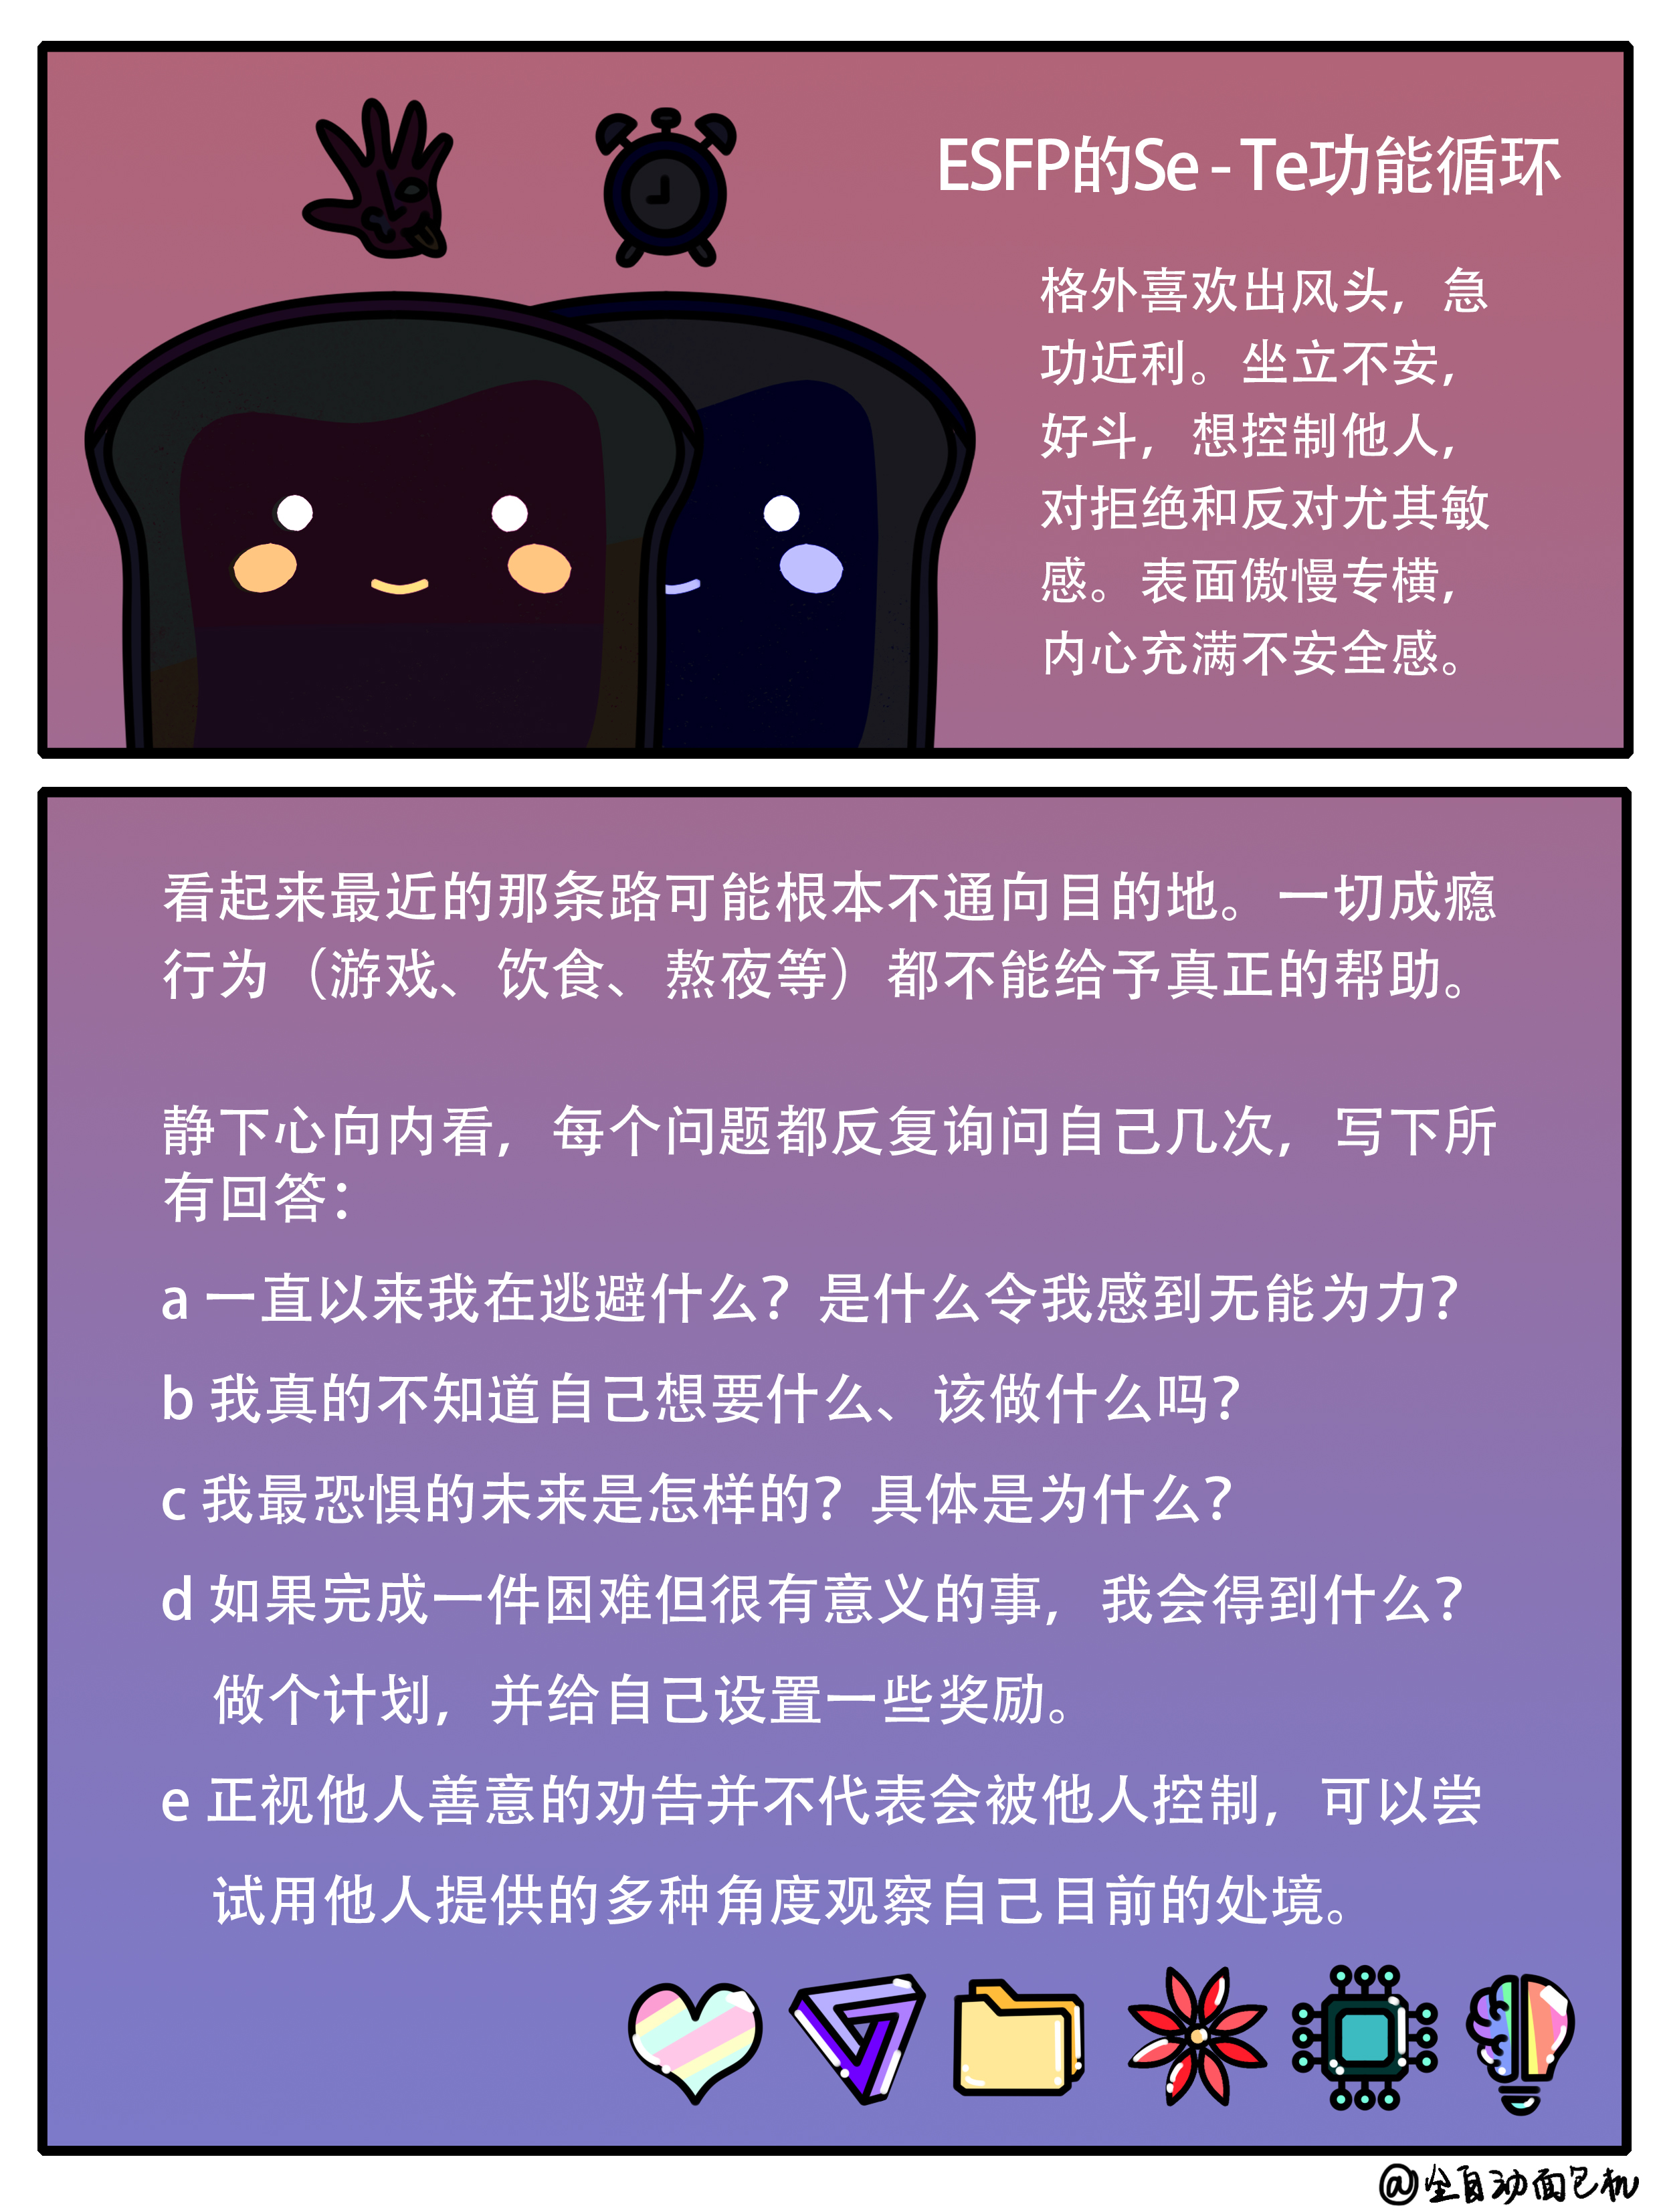 ESFP的Se - Te功能循环
格外喜欢出风头，急
功近利。坐立不安，
好斗，想控制他人，
对拒绝和反对尤其敏
感。表面傲慢专横，
内心充满不安全感。
看起来最近的那条路可能根本不通向目的地。一切成瘾
行为（游戏、饮食、熬夜等）都不能给予真正的帮助。
静下心向内看，每个问题都反复询问自己几次，写下所
有回答：
a 一直以来我在逃避什么？是什么令我感到无能为力？
b 我真的不知道自己想要什么、该做什么吗？
c 我最恐惧的未来是怎样的？具体是为什么？
d 如果完成一件困难但很有意义的事，我会得到什么？
做个计划，并给自己设置一些奖励。
e 正视他人善意的劝告并不代表会被他人控制，可以尝
试用他人提供的多种角度观察自己目前的处境。
@全自动面包机